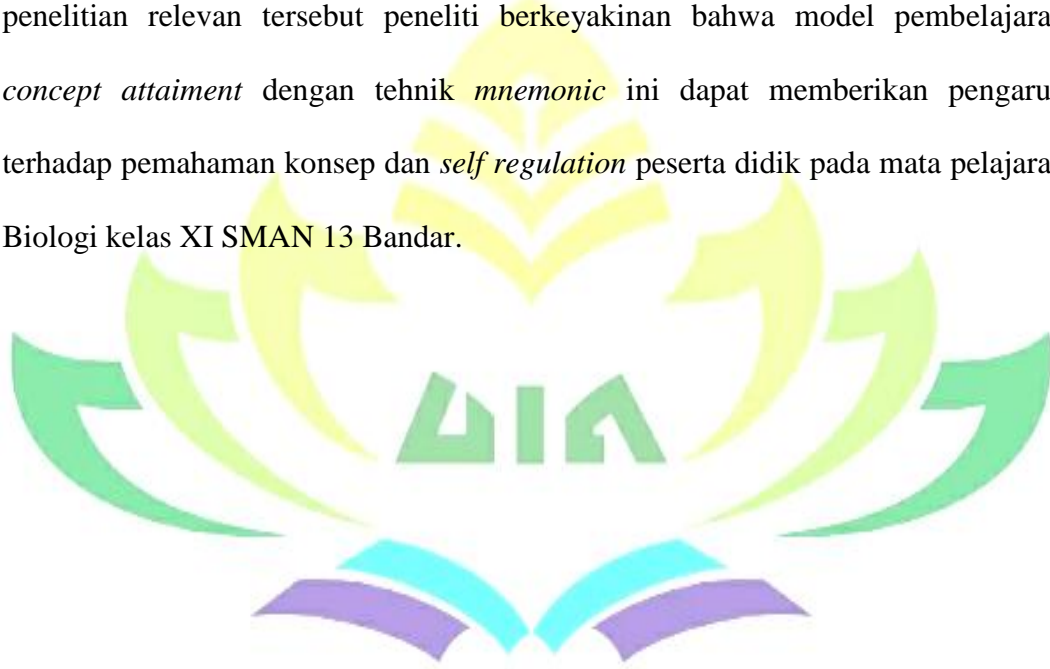 penelitian relevan tersebut peneliti berkeyakinan bahwa model pembelajara
concept attaiment dengan tehnik mnemonic ini dapat memberikan pengaru
terhadap pemahaman konsep dan self regulation peserta didik pada mata pelajara
Biologi kelas XI SMAN 13 Bandar.
UIN